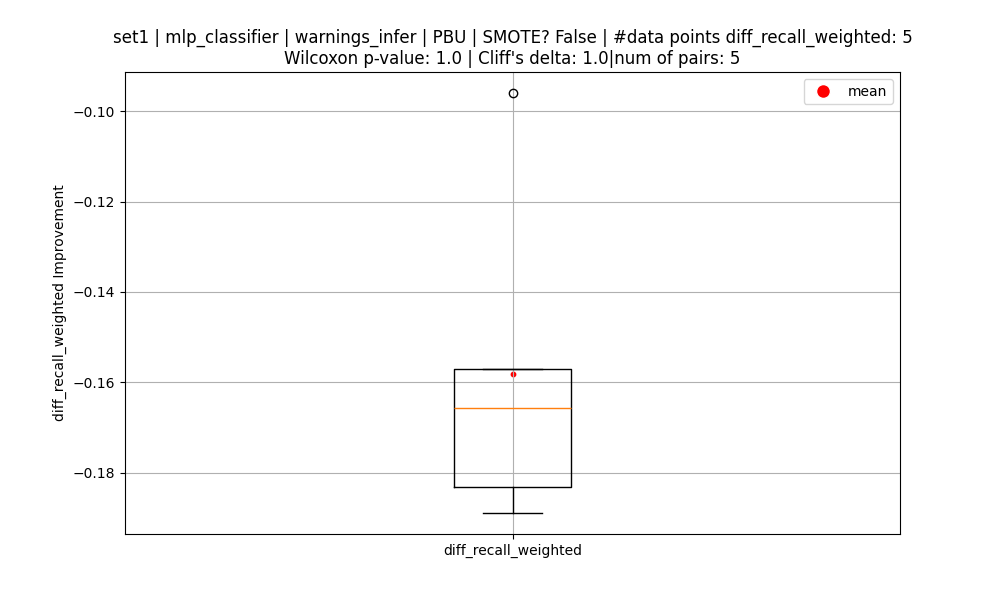 set1 | mlp_classifier | warnings_infer | PBU | SMOTE? False | #data points diff_recall_weighted: 5
Wilcoxon p-value: 1.0 | Cliff's delta: 1.0|num of pairs: 5
mean
−0.10
−0.12
−0.14
−0.16
−0.18
diff_recall_weighted Improvement
diff_recall_weighted